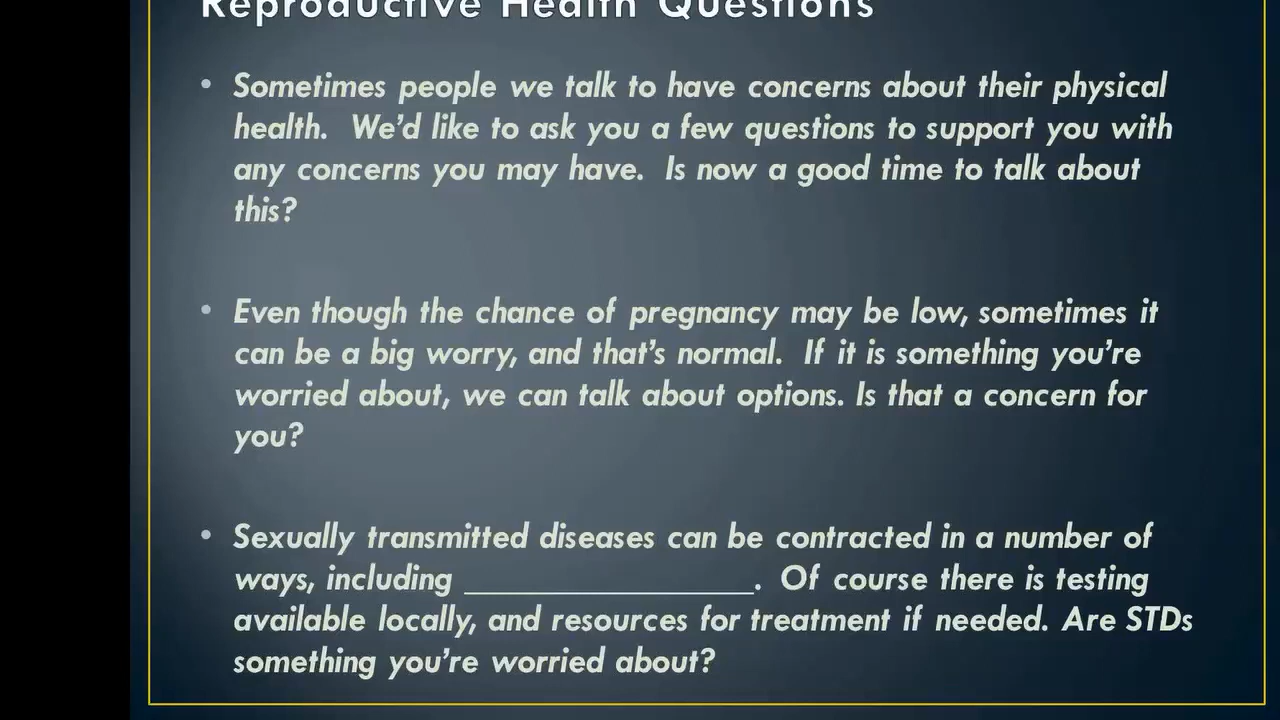 Reproductive Health Questions
• Sometimes people we talk to have concerns about their physical
health.  We'd like to ask you a few questions to support you with
any concerns you may have.  Is now a good time to talk about
this?
• Even though the chance of pregnancy may be low, sometimes it
can be a big worry, and that's normal.  If it is something you're
worried about, we can talk about options. Is that a concern for
you?
• Sexually transmitted diseases can be contracted in a number of
ways, including __________________.  Of course there is testing
available locally, and resources for treatment if needed. Are STDs
something you're worried about?